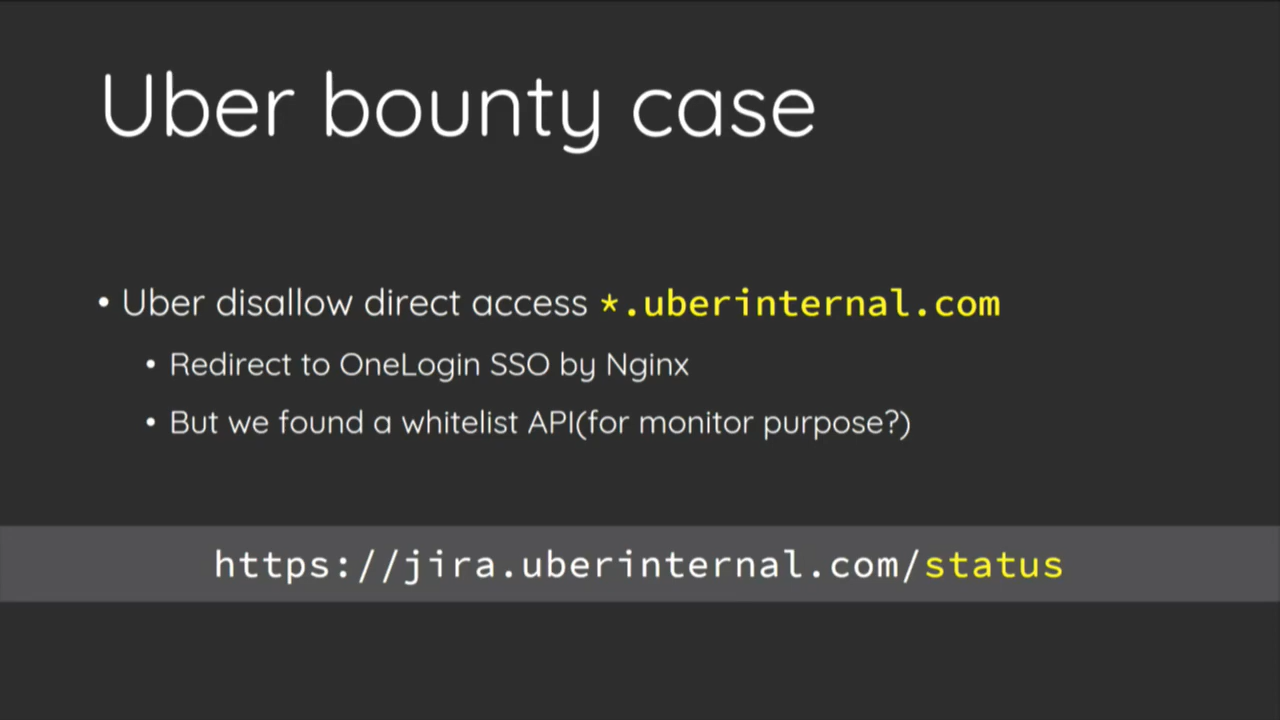 Uber bounty case
• Uber disallow direct access *.uberinternal.com
• Redirect to OneLogin SSO by Nginx
• But we found a whitelist API(for monitor purpose?)
https://jira.uberinternal.com/status